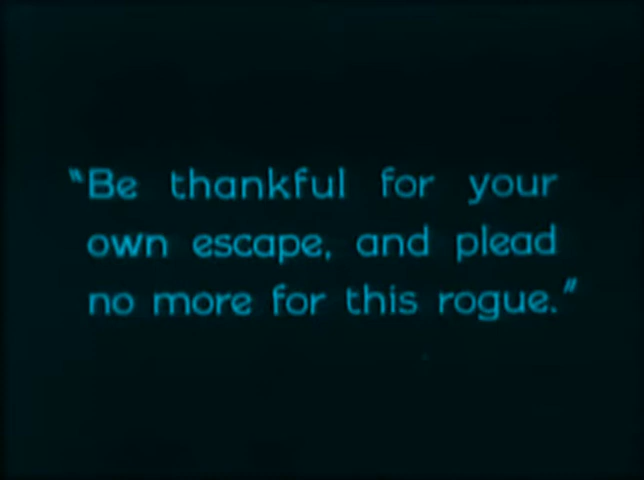 "Be thankful for your
own escape, and plead
no more for this rogue."